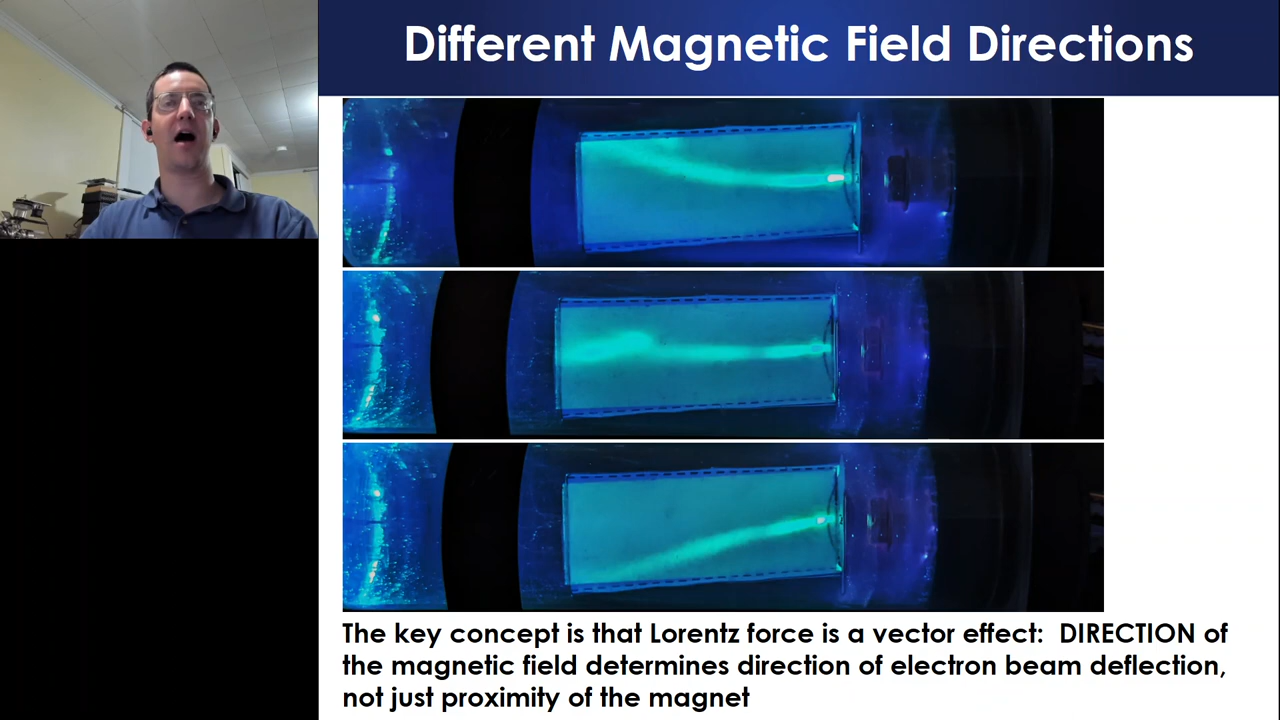 Different Magnetic Field Directions
The key concept is that Lorentz force is a vector effect:  DIRECTION of
the magnetic field determines direction of electron beam deflection,
not just proximity of the magnet